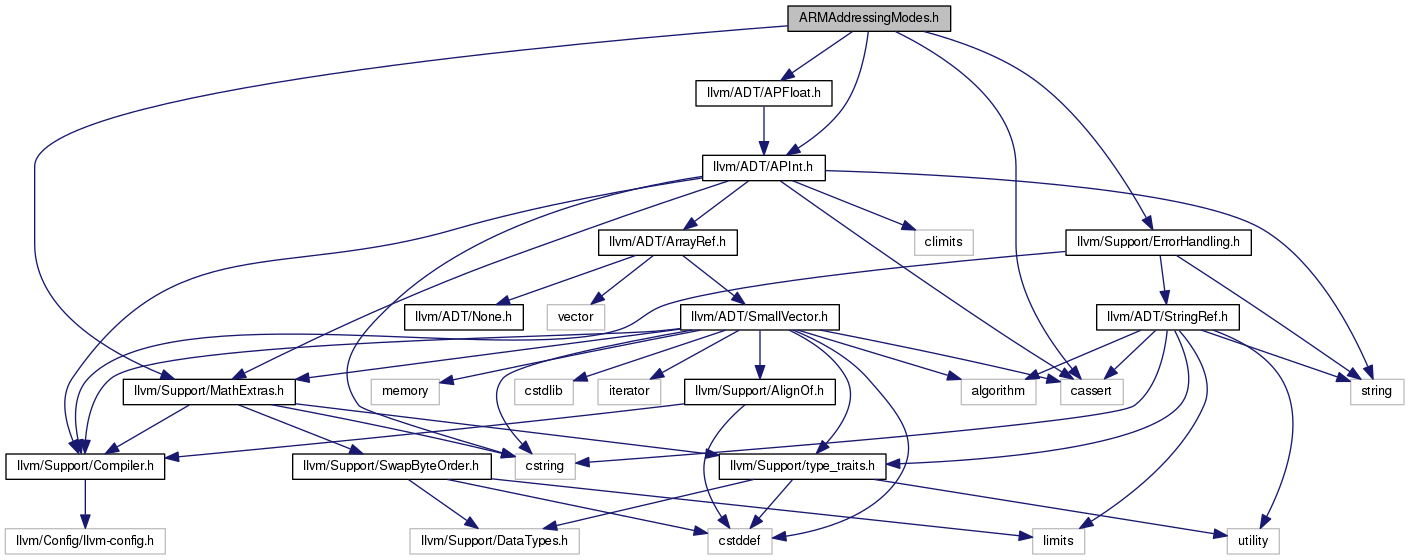 ARMAddressingModes.h
llvm/ADT/APFloat.h
llvm/ADT/APInt.h
llvm/ADT/ArrayRef.h
climits
llvm/Support/ErrorHandling.h
llvm/ADT/None.h
vector
llvm/ADT/SmallVector.h
llvm/ADT/StringRef.h
llvm/Support/MathExtras.h
memory
cstdlib
iterator
llvm/Support/AlignOf.h
algorithm
cassert
string
llvm/Support/Compiler.h
llvm/Support/SwapByteOrder.h
cstring
llvm/Support/type_traits.h
llvm/Config/llvm-config.h
llvm/Support/DataTypes.h
cstddef
limits
utility